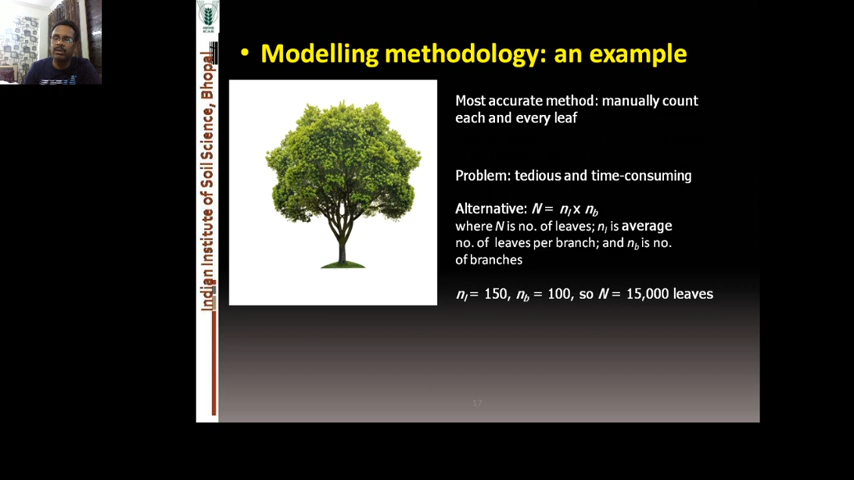 • Modelling methodology: an example
Indian Institute of Soil Science, Bhopal
Most accurate method: manually count
each and every leaf
Problem: tedious and time-consuming
Alternative: N = nl x nb
where N is no. of leaves; nl is average
no. of leaves per branch; and nb is no.
of branches
nl = 150, nb = 100, so N = 15,000 leaves
17